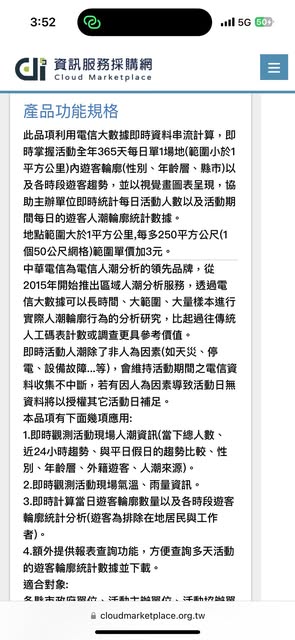 3:52
5G
50
資訊服務採購網
Cloud Marketplace
產品功能規格
此品項利用電信大數據即時資料串流計算，即
時掌握活動全年365天每日單1場地(範圍小於1
平方公里)內遊客輪廓(性別、年齡層、縣市)以
及各時段遊客趨勢，並以視覺畫圖表呈現，協
助主辦單位即時統計每日活動人數以及活動期
間每日的遊客人潮輪廓統計數據。
地點範圍大於1平方公里,每多250平方公尺(1
個50公尺網格)範圍單價加3元。
中華電信為電信人潮分析的領先品牌，從
2015年開始推出區域人潮分析服務，透過電
信大數據可以長時間、大範圍、大量樣本進行
實際人潮輪廓行為的分析研究，比起過往傳統
人工碼表計數或調查更具參考價值。
即時活動人潮除了非人為因素(如天災、停
電、設備故障...等)，會維持活動期間之電信資
料收集不中斷，若有因人為因素導致活動日無
資料將以授權其它活動日補足。
本品項有下面幾項應用:
1.即時觀測活動現場人潮資訊(當下總人數、
近24小時趨勢、與平日假日的趨勢比較、性
別、年齡層、外籍遊客、人潮來源)。
2.即時觀測活動現場氣溫、雨量資訊。
3.即時計算當日遊客輪廓數量以及各時段遊客
輪廓統計分析(遊客為排除在地居民與工作
者)。
4.額外提供報表查詢功能，方便查詢多天活動
的遊客輪廓統計數據並下載。
適合對象:
各縣市政府單位、活動主辦單位、活動協辦單
cloudmarketplace.org.tw